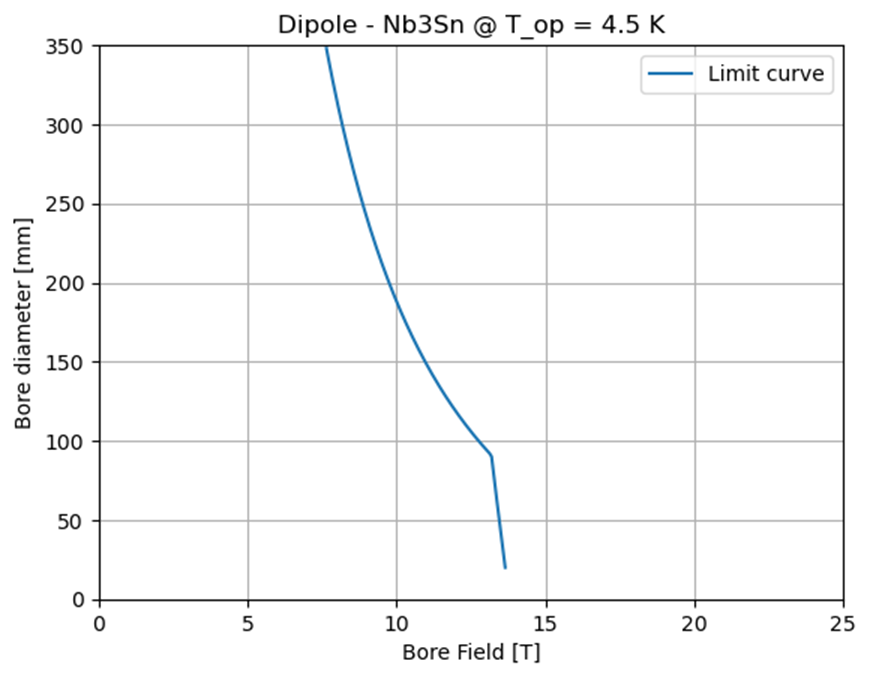 Dipole - Nb3Sn @ T_op = 4.5 K
Limit curve
Bore diameter [mm]
350
300
250
200
150
100
50
0
0 5 10 15 20 25
Bore Field [T]